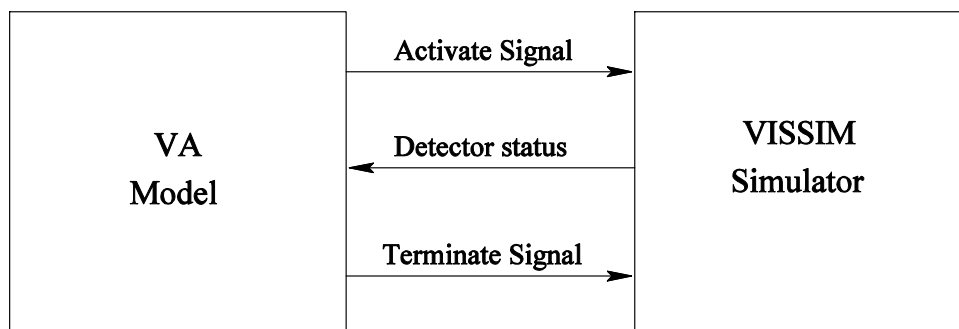 VA
Model
Activate Signal
Detector status
Terminate Signal
VISSIM
Simulator